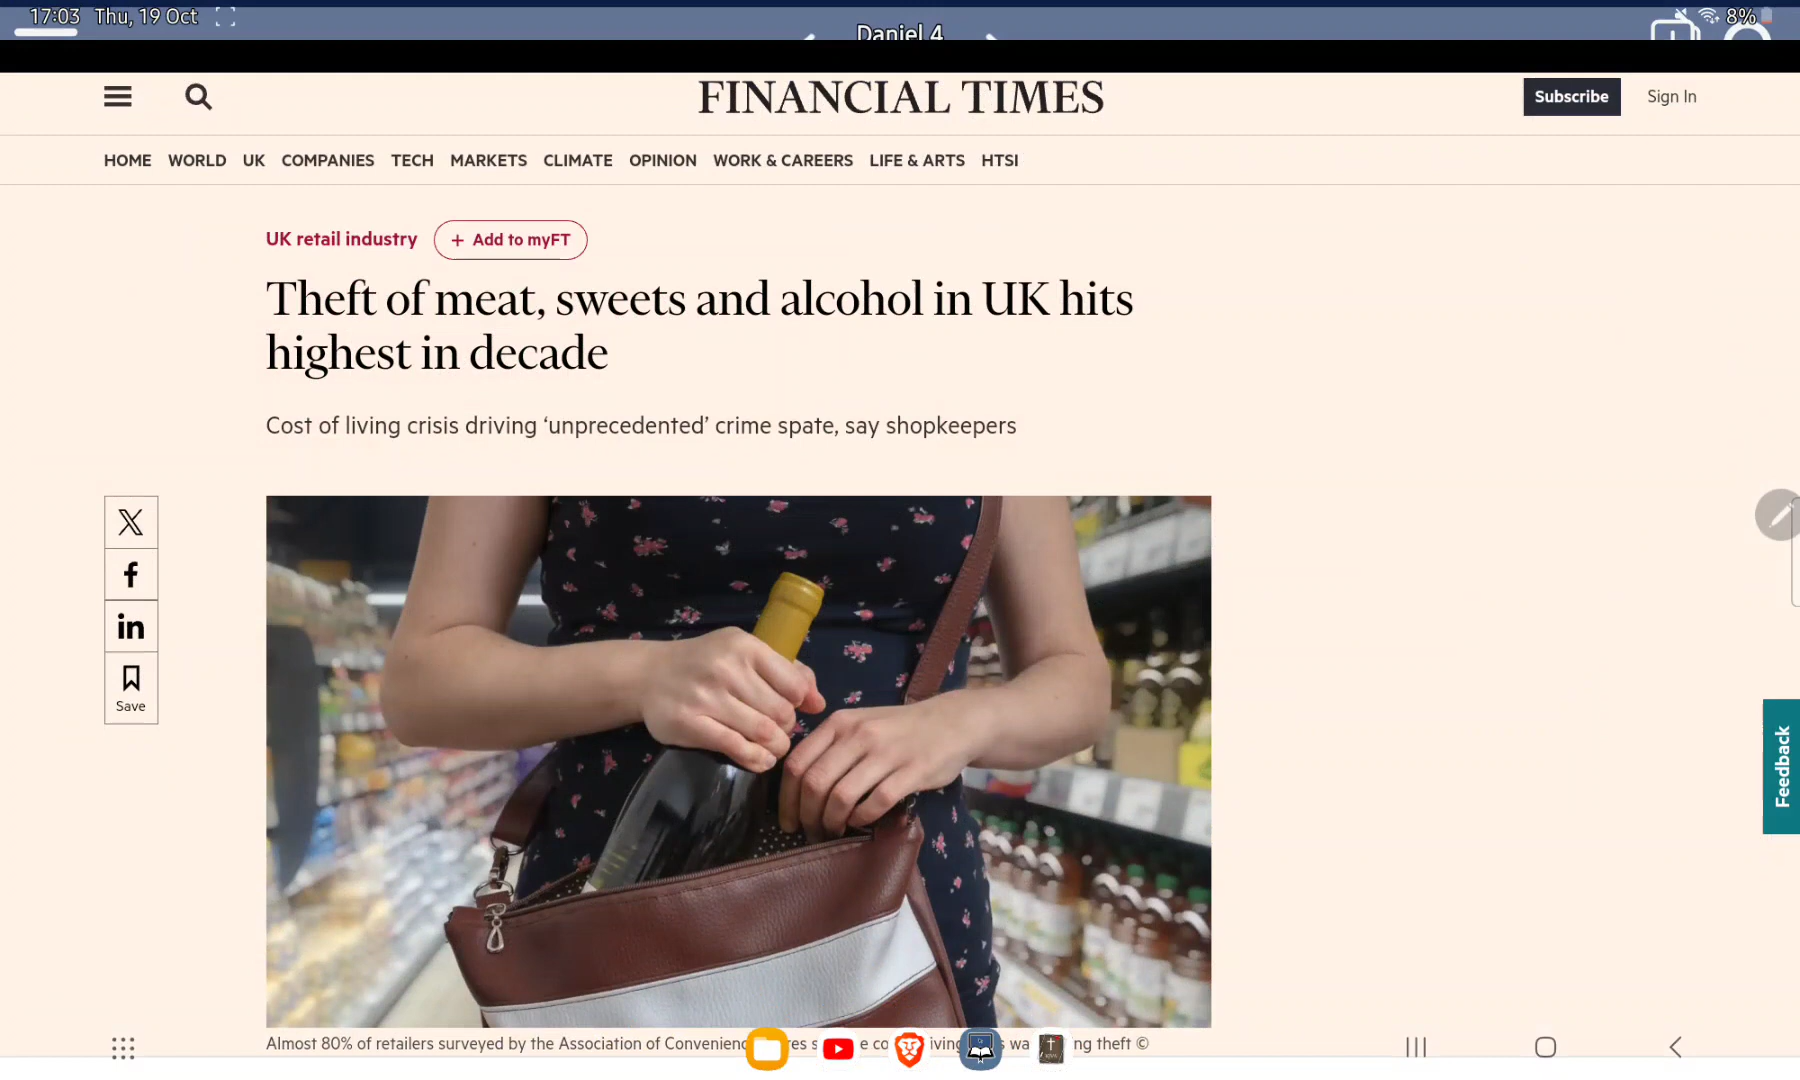 17:03 Thu, 19 Oct
8%
Daniel 4
FINANCIAL TIMES
Subscribe
Sign In
HOME WORLD UK COMPANIES TECH MARKETS CLIMATE OPINION WORK & CAREERS LIFE & ARTS HTSI
UK retail industry
+ Add to myFT
Theft of meat, sweets and alcohol in UK hits
highest in decade
Cost of living crisis driving ‘unprecedented’ crime spate, say shopkeepers
X
f
in
Save
Feedback
Almost 80% of retailers surveyed by the Association of theft ©